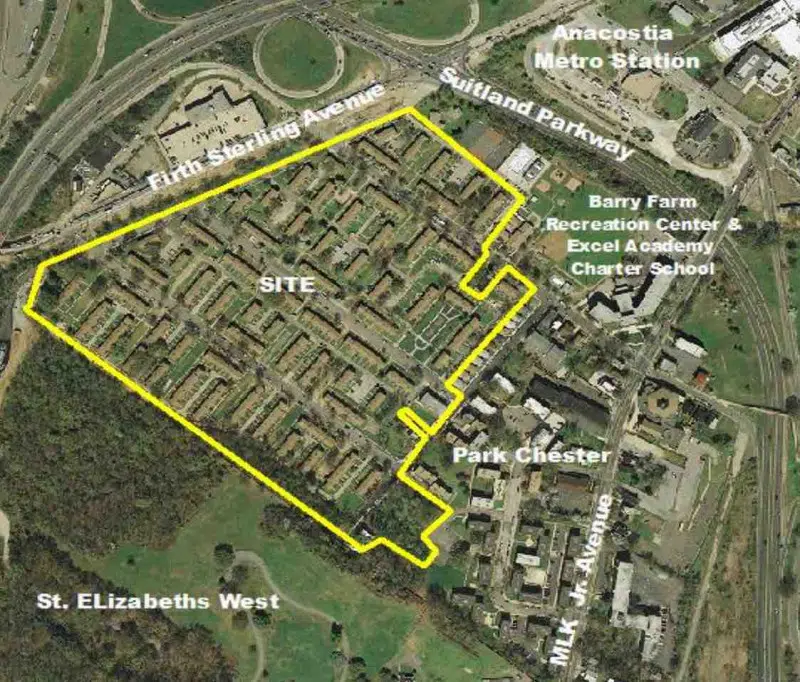 Anacostia
Metro Station
Suitland Parkway
Firth Sterling Avenue
Barry Farm
Recreation Center &
Excel Academy
Charter School
SITE
Park Chester
MLK Jr. Avenue
St. ELizabeths West